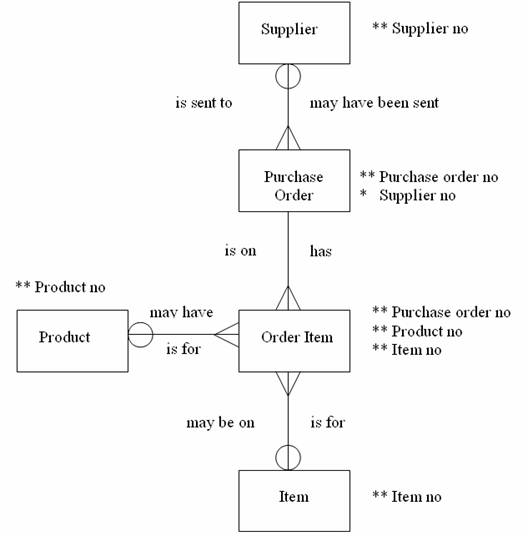 Supplier
** Supplier no
is sent to
may have been sent
Purchase
Order
** Purchase order no
* Supplier no
is on
has
** Product no
Product
may have
is for
Order Item
** Purchase order no
** Product no
** Item no
may be on
is for
Item
** Item no